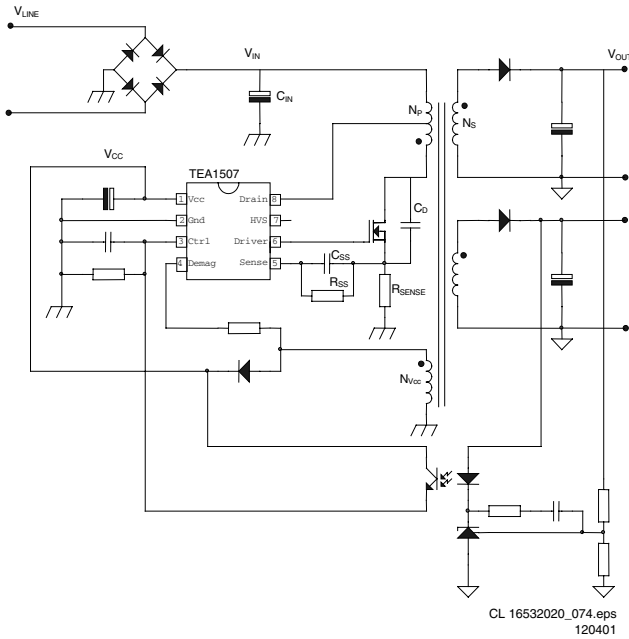 VLINE
VIN
VOUT
CIN
NP
NS
VCC
TEA1507
1 Vcc Drain 8
2 Gnd HVS 7
3 Ctrl Driver 6
4 Demag Sense 5
CD
CSS
RSS
RSENSE
NVcc
CL 16532020_074.eps
120401